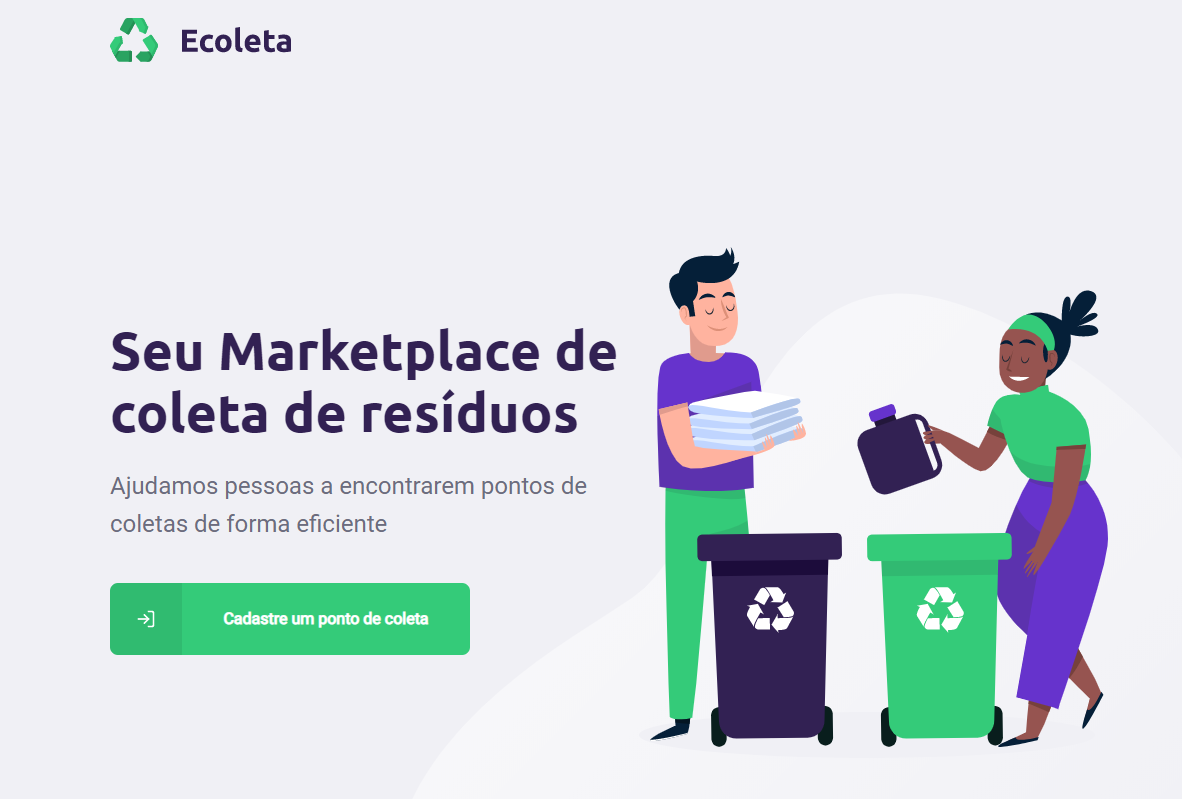 Ecoleta
Seu Marketplace de
coleta de resíduos
Ajudamos pessoas a encontrarem pontos de
coletas de forma eficiente
Cadastre um ponto de coleta